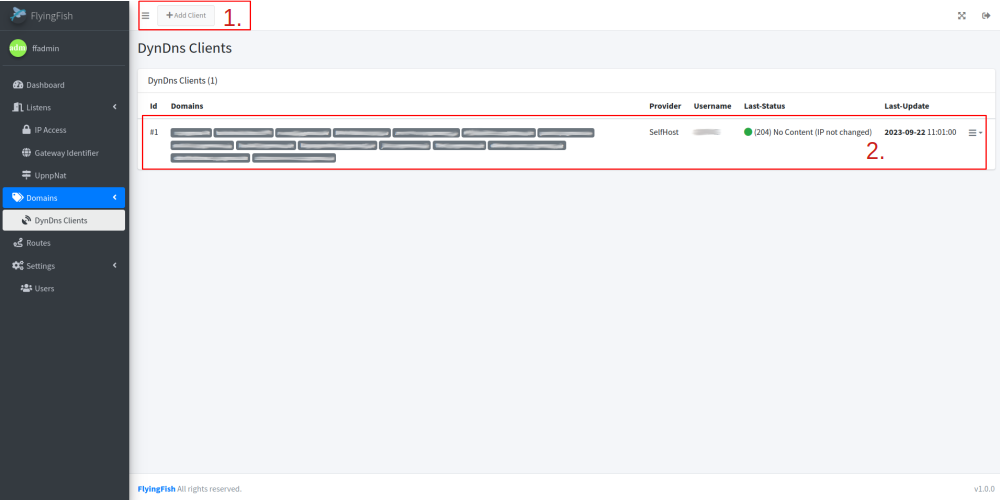 FlyingFish
+ Add Client
1.
adm
ffadmin
DynDns Clients
Dashboard
Listens
IP Access
Gateway Identifier
UpnpNat
Domains
DynDns Clients
Routes
Settings
Users
DynDns Clients (1)
Id Domains Provider Username Last-Status Last-Update
#1 SelfHost (204) No Content (IP not changed) 2023-09-22 11:01:00
2.
FlyingFish All rights reserved. v1.0.0